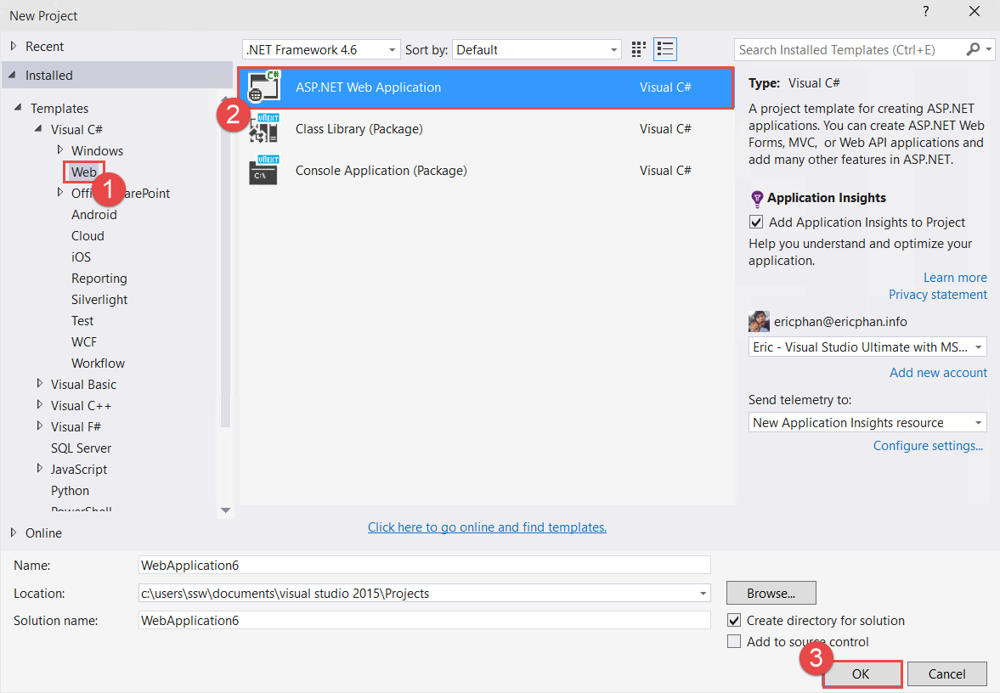 New Project
?
Recent
.NET Framework 4.6
Sort by:
Default
Search Installed Templates (Ctrl+E)
Installed
Templates
Visual C#
Windows
Web
1
Android
Cloud
iOS
Reporting
Silverlight
Test
WCF
Workflow
Visual Basic
Visual C++
Visual F#
SQL Server
JavaScript
Python
PowerShell
Online
C#
ASP.NET Web Application Visual C#
2
VNEXT
Class Library (Package) Visual C#
VNEXT
C:\
Console Application (Package) Visual C#
Click here to go online and find templates.
Type: Visual C#
A project template for creating ASP.NET
applications. You can create ASP.NET Web
Forms, MVC, or Web API applications and
add many other features in ASP.NET.
Application Insights
Add Application Insights to Project
Help you understand and optimize your
application.
Learn more
Privacy statement
ericphan@ericphan.info
Eric - Visual Studio Ultimate with MS...
Add new account
Send telemetry to:
New Application Insights resource
Configure settings...
Name: WebApplication6
Location: c:\users\ssw\documents\visual studio 2015\Projects
Browse...
Solution name: WebApplication6
Create directory for solution
Add to source control
3
OK
Cancel